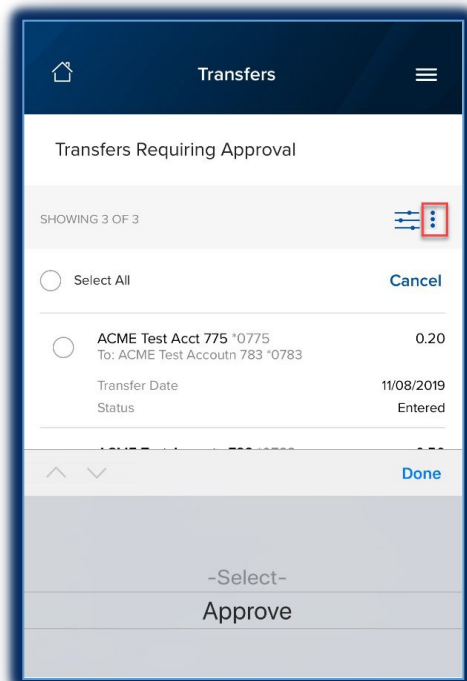 Transfers
Transfers Requiring Approval
SHOWING 3 OF 3
Select All Cancel
ACME Test Acct 775 *0775 0.20
To: ACME Test Accoutn 783 *0783
Transfer Date 11/08/2019
Status Entered
Done
-Select-
Approve